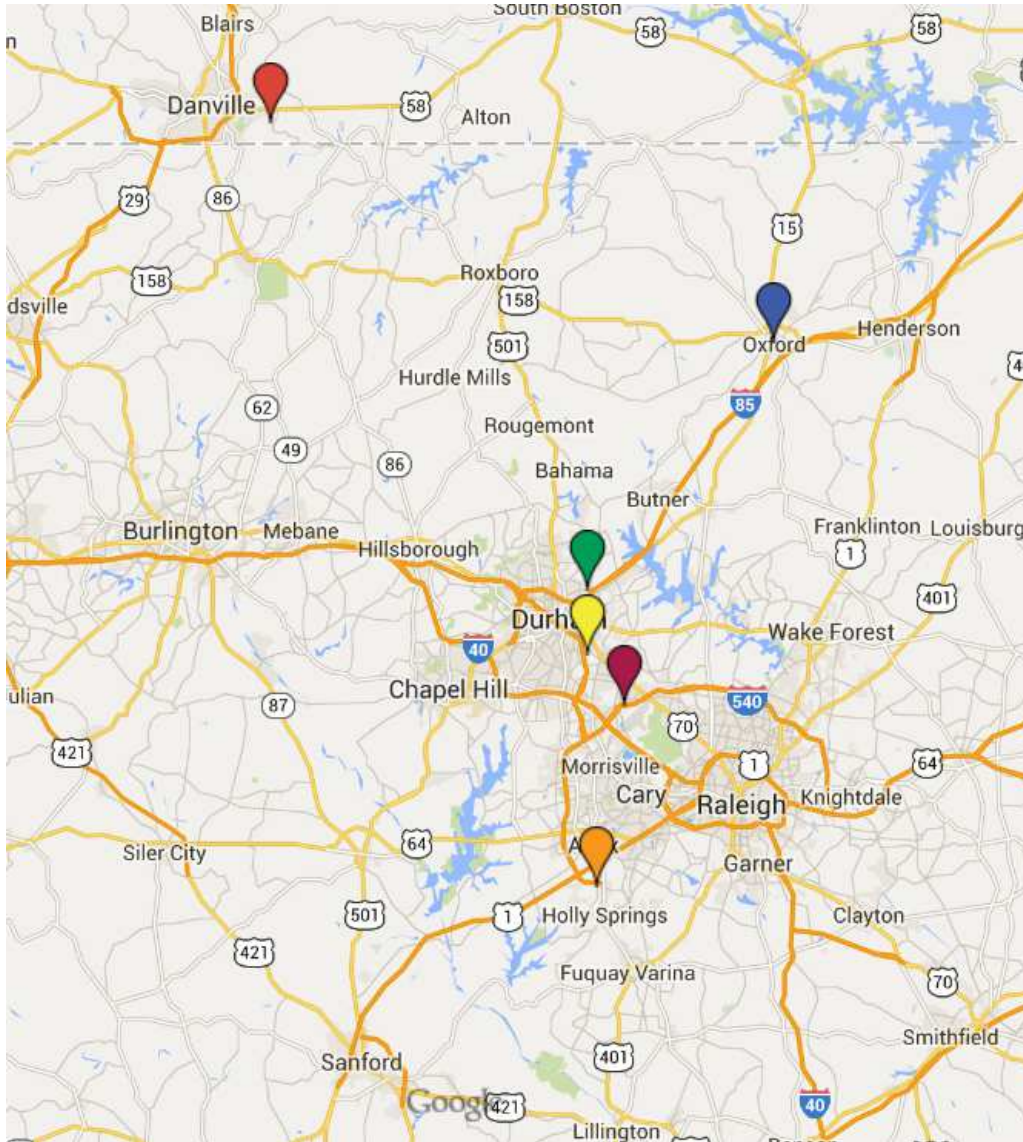 South Boston
Blairs
58
58
n
Danville
58
Alton
29
86
15
158
Roxboro
158
dsville
Oxford
Henderson
501
Hurdle Mills
85
62
Rougemont
49
86
Bahama
Butner
Burlington
Mebane
Hillsborough
Franklinton
Louisburg
1
401
Durham
Wake Forest
40
Chapel Hill
ulian
87
540
70
421
Morrisville
1
64
Cary
Raleigh
Knightdale
64
Siler City
Garner
501
1
Holly Springs
Clayton
421
Fuquay Varina
70
Smithfield
401
Sanford
Google
421
40
Lillington